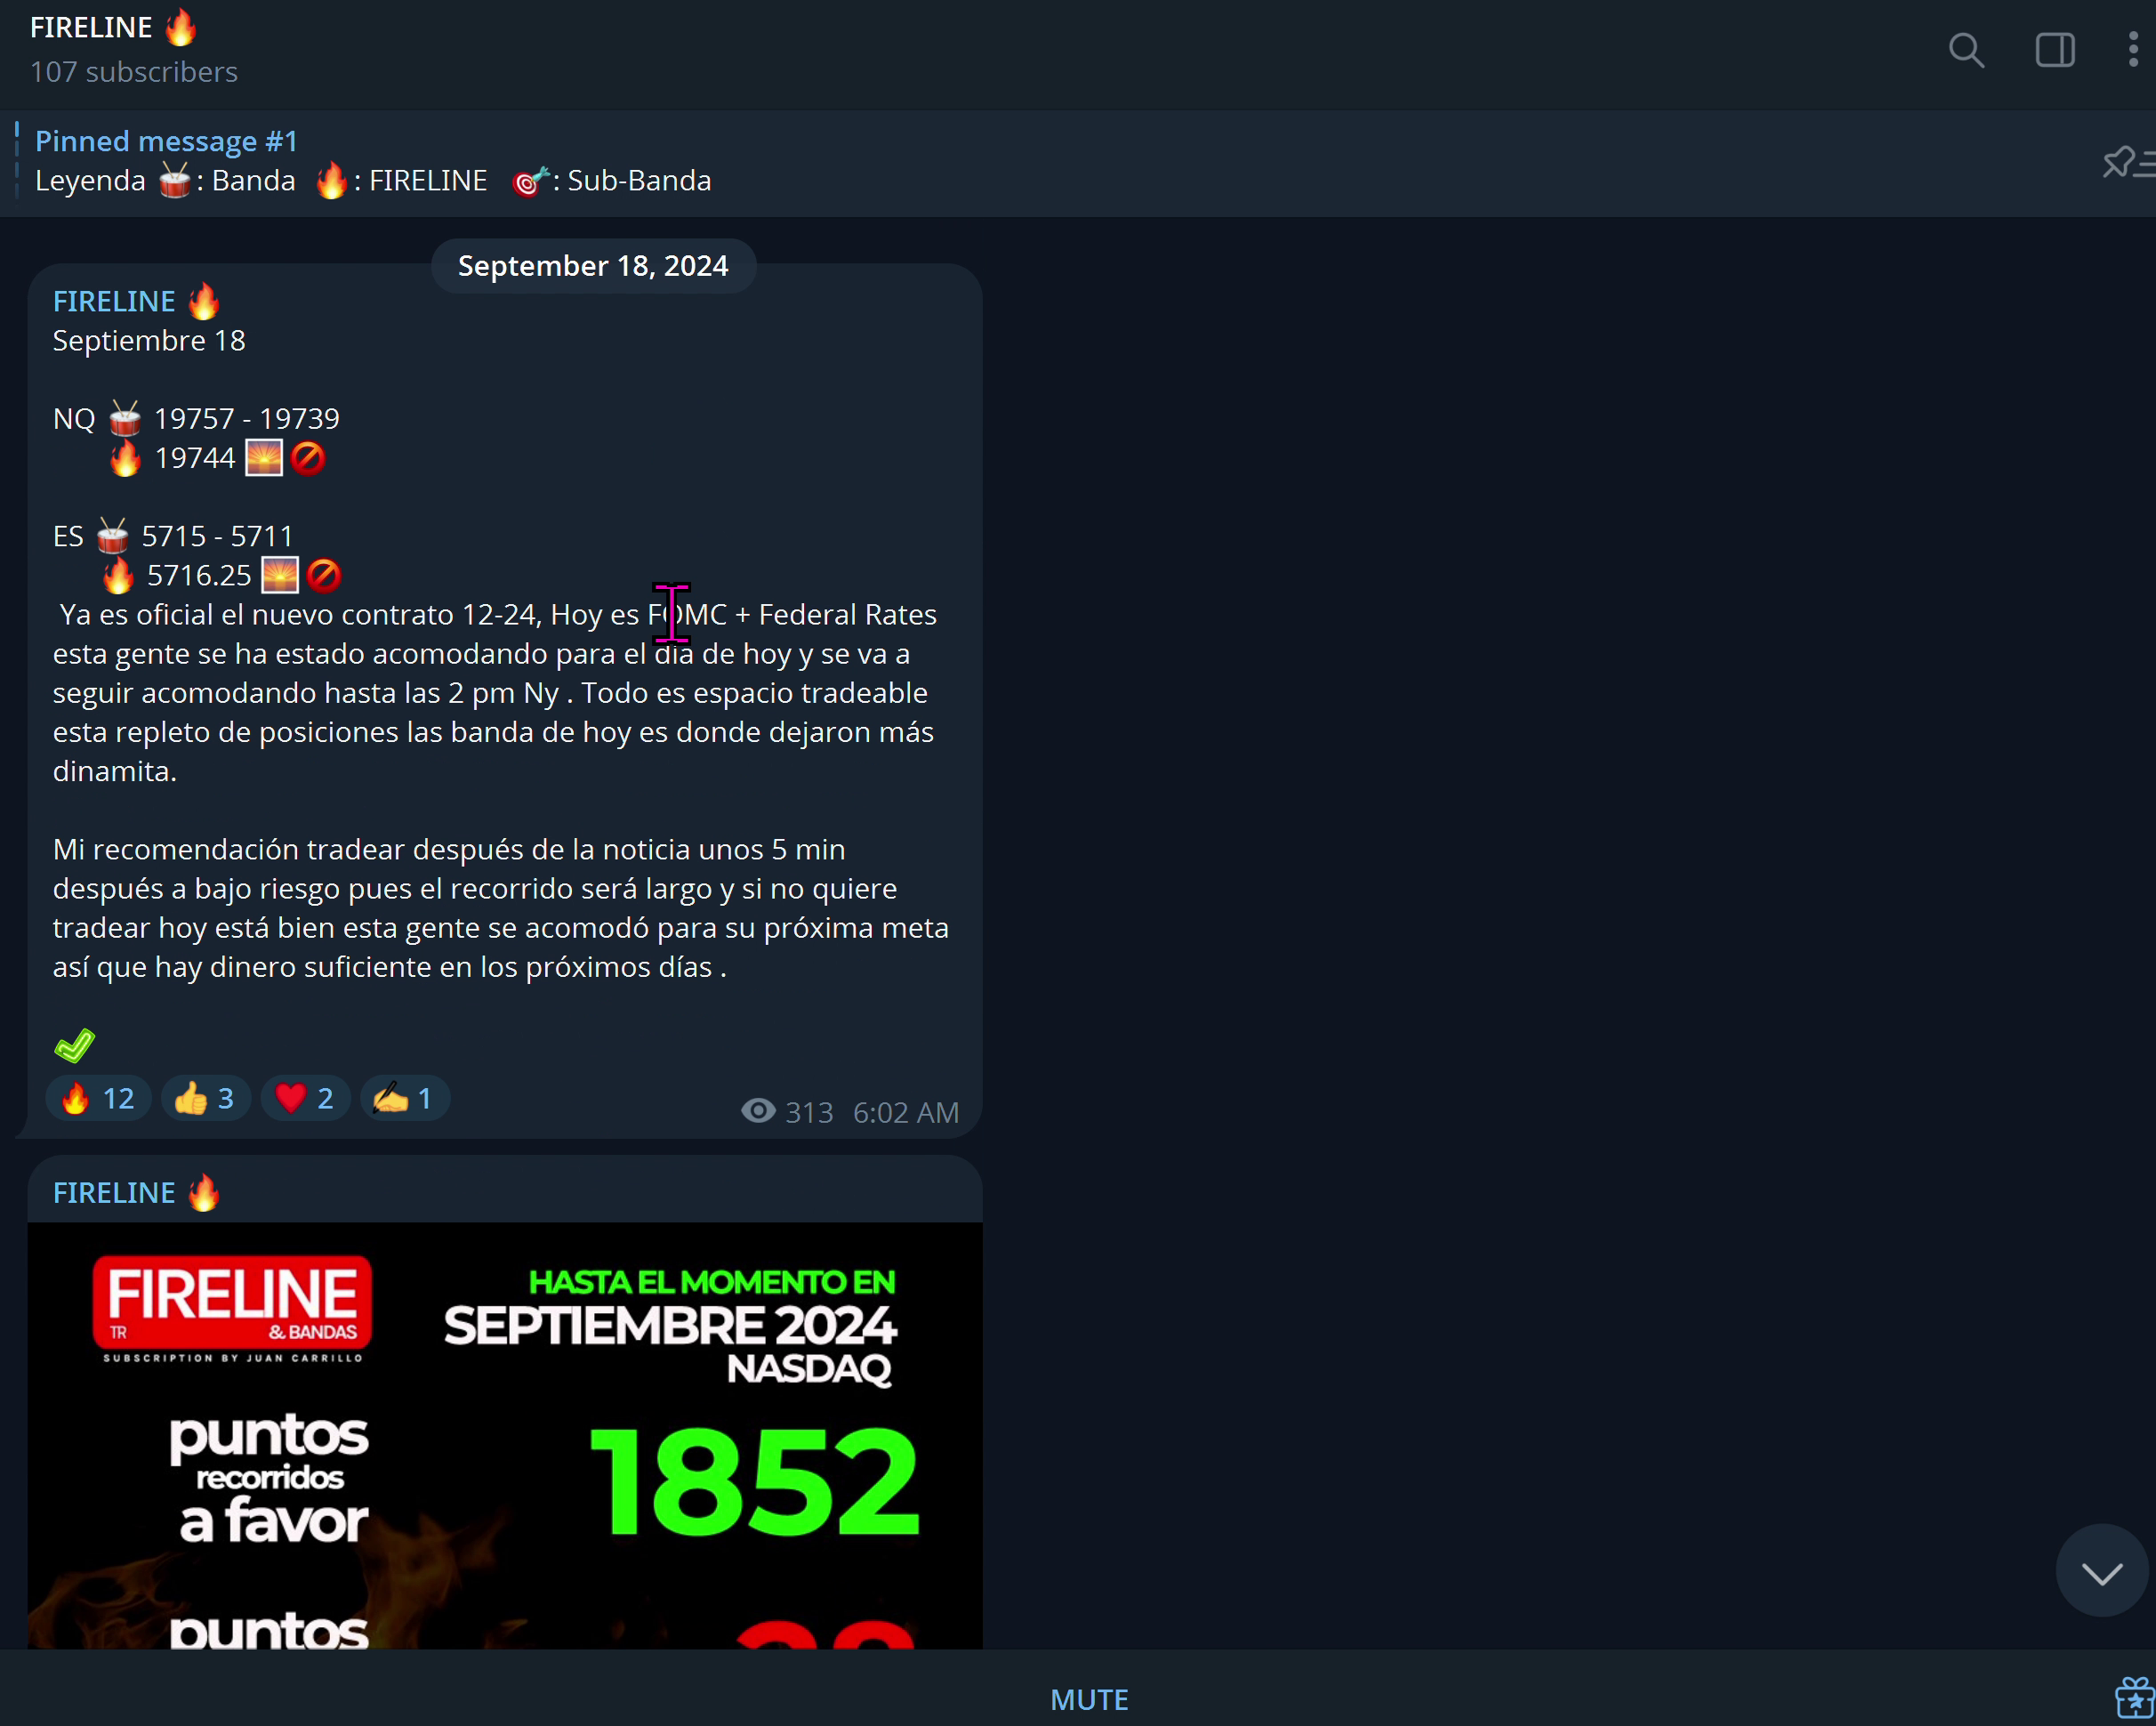 FIRELINE 🔥
107 subscribers
Pinned message #1
Leyenda 🥁: Banda 🔥: FIRELINE 🎯: Sub-Banda
September 18, 2024
FIRELINE 🔥
Septiembre 18
NQ 🥁 19757 - 19739
🔥 19744 🌅🚫
ES 🥁 5715 - 5711
🔥 5716.25 🌅🚫
Ya es oficial el nuevo contrato 12-24, Hoy es FOMC + Federal Rates
esta gente se ha estado acomodando para el dia de hoy y se va a
seguir acomodando hasta las 2 pm Ny . Todo es espacio tradeable
esta repleto de posiciones las banda de hoy es donde dejaron más
dinamita.
Mi recomendación tradear después de la noticia unos 5 min
después a bajo riesgo pues el recorrido será largo y si no quiere
tradear hoy está bien esta gente se acomodó para su próxima meta
así que hay dinero suficiente en los próximos días .
🔥 12 👍 3 ❤️ 2 ✍️ 1
313 6:02 AM
FIRELINE 🔥
FIRELINE
TR & BANDAS
SUBSCRIPTION BY JUAN CARRILLO
HASTA EL MOMENTO EN
SEPTIEMBRE 2024
NASDAQ
puntos
recorridos
a favor
1852
puntos
MUTE